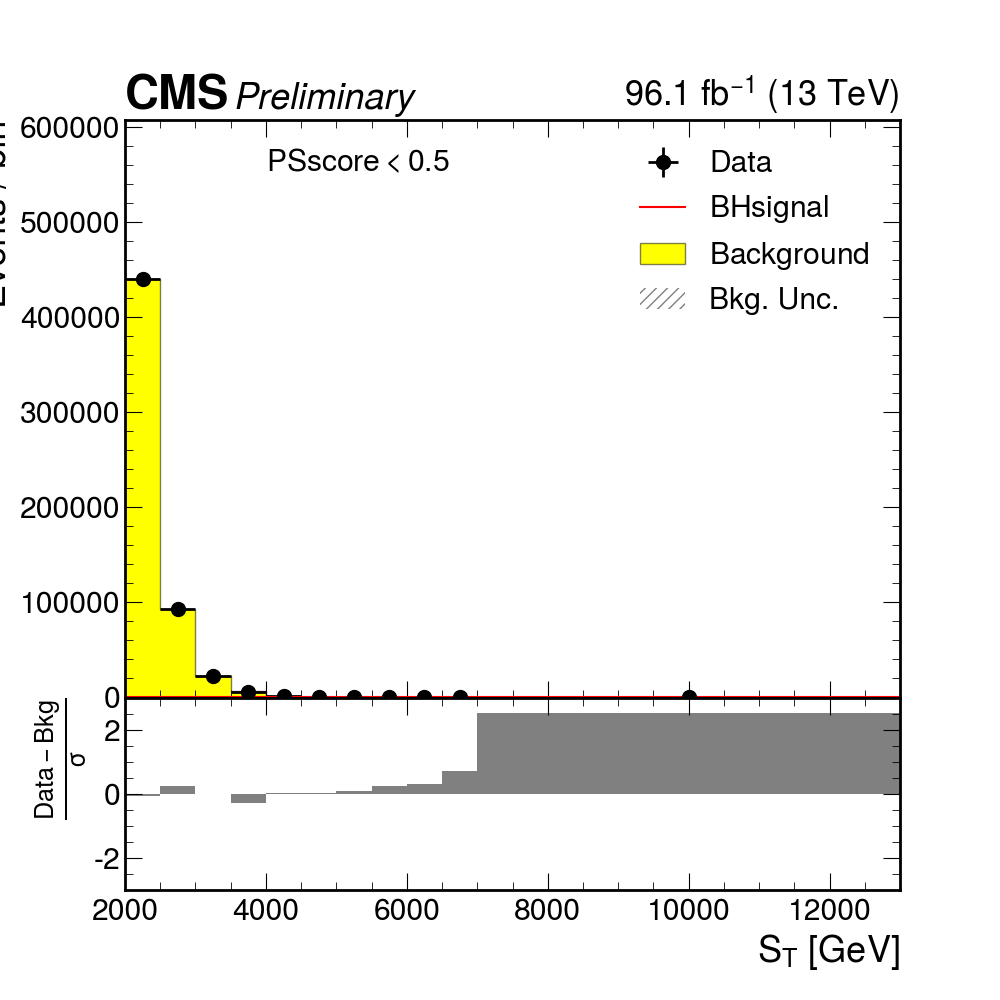 CMS Preliminary 96.1 fb⁻¹ (13 TeV)
PSscore < 0.5
Data
BHsignal
Background
Bkg. Unc.
600000
500000
400000
300000
200000
100000
0
Data – Bkg
σ
2
0
-2
2000 4000 6000 8000 10000 12000
S_T [GeV]